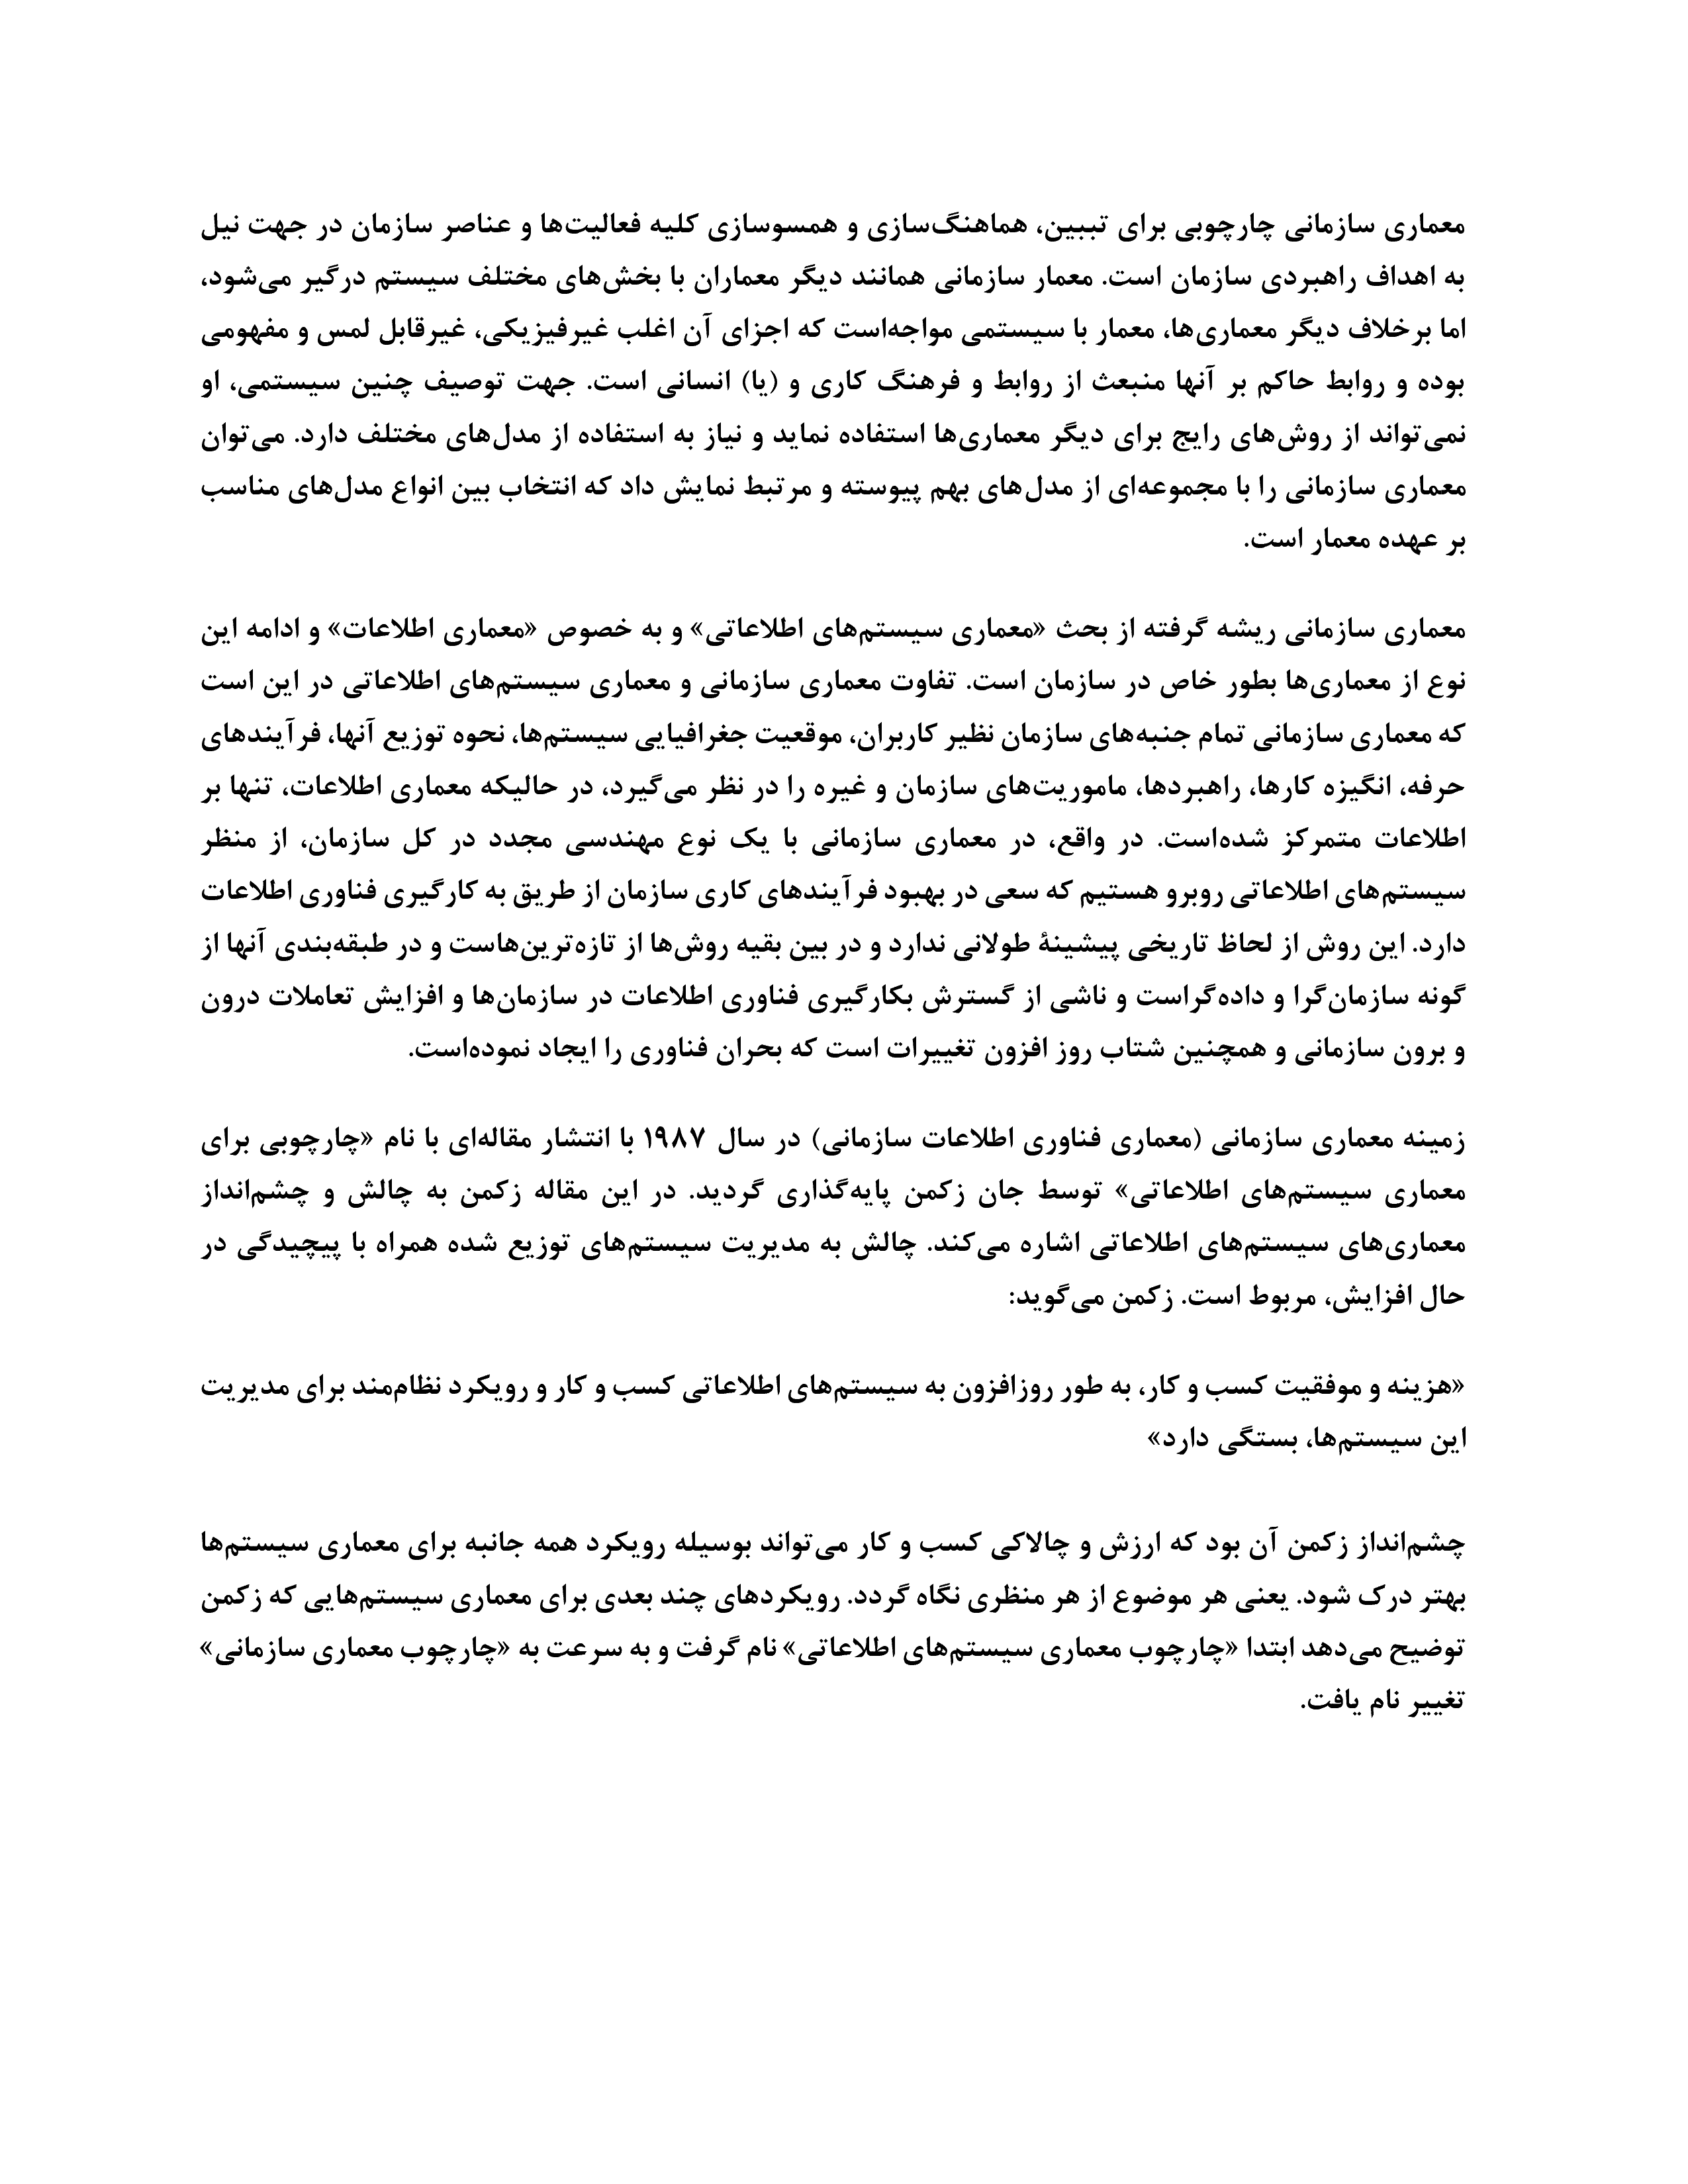 معماری سازمانی چارچوبی برای تببین، هماهنگ‌سازی و همسوسازی کلیه فعالیت‌ها و عناصر سازمان در جهت نیل
به اهداف راهبردی سازمان است. معمار سازمانی همانند دیگر معماران با بخش‌های مختلف سیستم درگیر می‌شود،
اما برخلاف دیگر معماری‌ها، معمار با سیستمی مواجه‌است که اجزای آن اغلب غیرفیزیکی، غیرقابل لمس و مفهومی
بوده و روابط حاکم بر آنها منبعث از روابط و فرهنگ کاری و (یا) انسانی است. جهت توصیف چنین سیستمی، او
نمی‌تواند از روش‌های رایج برای دیگر معماری‌ها استفاده نماید و نیاز به استفاده از مدل‌های مختلف دارد. می‌توان
معماری سازمانی را با مجموعه‌ای از مدل‌های بهم پیوسته و مرتبط نمایش داد که انتخاب بین انواع مدل‌های مناسب
بر عهده معمار است.
معماری سازمانی ریشه گرفته از بحث «معماری سیستم‌های اطلاعاتی» و به خصوص «معماری اطلاعات» و ادامه این
نوع از معماری‌ها بطور خاص در سازمان است. تفاوت معماری سازمانی و معماری سیستم‌های اطلاعاتی در این است
که معماری سازمانی تمام جنبه‌های سازمان نظیر کاربران، موقعیت جغرافیایی سیستم‌ها، نحوه توزیع آنها، فرآیندهای
حرفه، انگیزه کارها، راهبردها، ماموریت‌های سازمان و غیره را در نظر می‌گیرد، در حالیکه معماری اطلاعات، تنها بر
اطلاعات متمرکز شده‌است. در واقع، در معماری سازمانی با یک نوع مهندسی مجدد در کل سازمان، از منظر
سیستم‌های اطلاعاتی روبرو هستیم که سعی در بهبود فرآیندهای کاری سازمان از طریق به کارگیری فناوری اطلاعات
دارد. این روش از لحاظ تاریخی پیشینهٔ طولانی ندارد و در بین بقیه روش‌ها از تازه‌ترین‌هاست و در طبقه‌بندی آنها از
گونه سازمان‌گرا و داده‌گراست و ناشی از گسترش بکارگیری فناوری اطلاعات در سازمان‌ها و افزایش تعاملات درون
و برون سازمانی و همچنین شتاب روز افزون تغییرات است که بحران فناوری را ایجاد نموده‌است.
زمینه معماری سازمانی (معماری فناوری اطلاعات سازمانی) در سال ۱۹۸۷ با انتشار مقاله‌ای با نام «چارچوبی برای
معماری سیستم‌های اطلاعاتی» توسط جان زکمن پایه‌گذاری گردید. در این مقاله زکمن به چالش و چشم‌انداز
معماری‌های سیستم‌های اطلاعاتی اشاره می‌کند. چالش به مدیریت سیستم‌های توزیع شده همراه با پیچیدگی در
حال افزایش، مربوط است. زکمن می‌گوید:
«هزینه و موفقیت کسب و کار، به طور روزافزون به سیستم‌های اطلاعاتی کسب و کار و رویکرد نظام‌مند برای مدیریت
این سیستم‌ها، بستگی دارد»
چشم‌انداز زکمن آن بود که ارزش و چالاکی کسب و کار می‌تواند بوسیله رویکرد همه جانبه برای معماری سیستم‌ها
بهتر درک شود. یعنی هر موضوع از هر منظری نگاه گردد. رویکردهای چند بعدی برای معماری سیستم‌هایی که زکمن
توضیح می‌دهد ابتدا «چارچوب معماری سیستم‌های اطلاعاتی» نام گرفت و به سرعت به «چارچوب معماری سازمانی»
تغییر نام یافت.